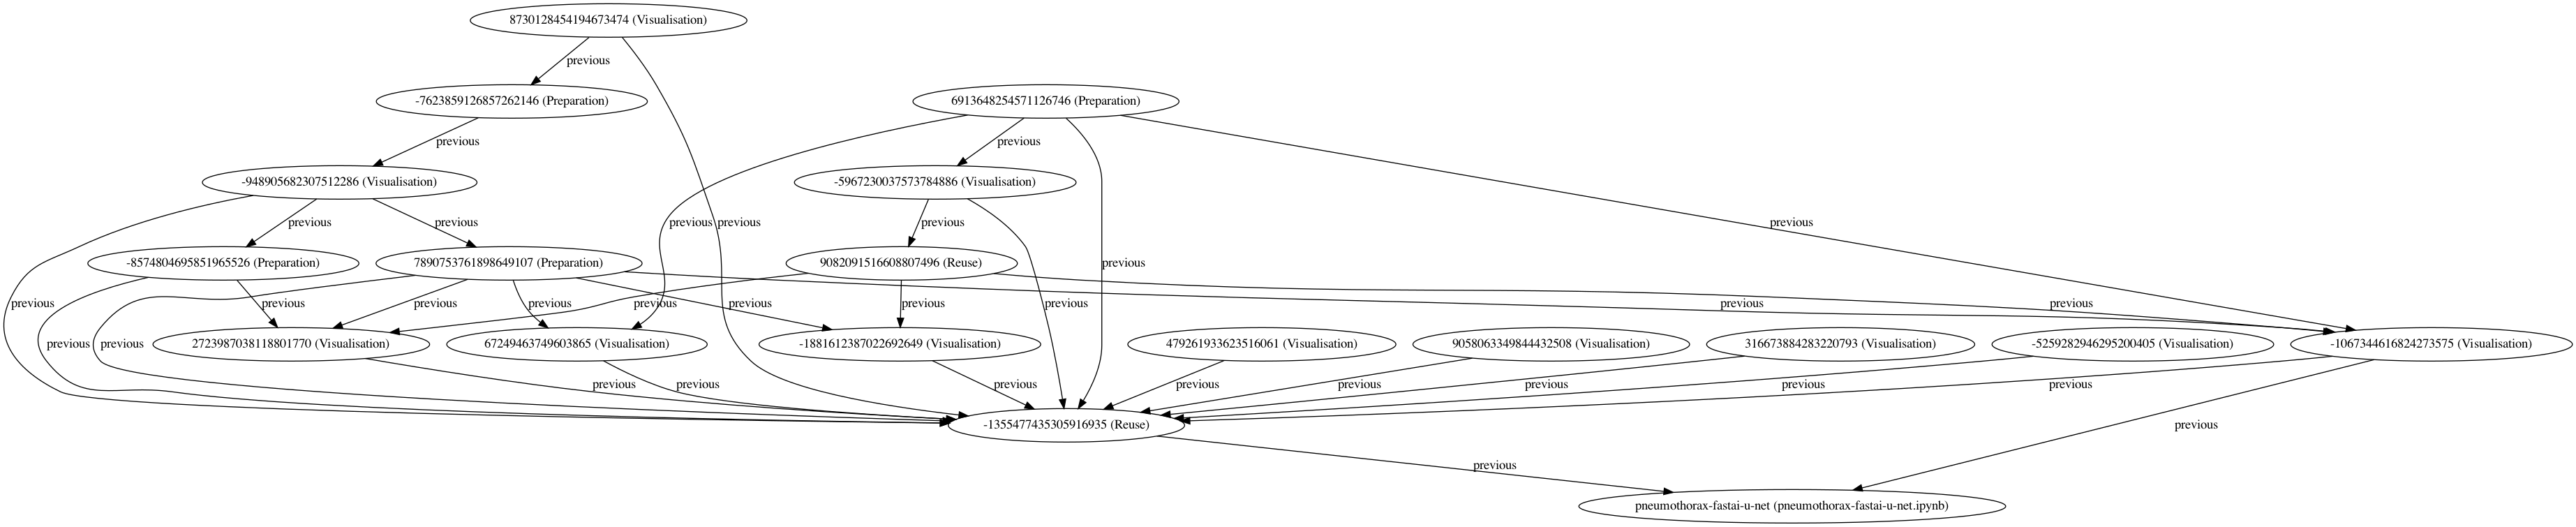 8730128454194673474 (Visualisation)
previous
-7623859126857262146 (Preparation)
6913648254571126746 (Preparation)
previous
previous
-948905682307512286 (Visualisation)
-5967230037573784886 (Visualisation)
previous
previous
previous
previous
previous
previous
-8574804695851965526 (Preparation)
7890753761898649107 (Preparation)
9082091516608807496 (Reuse)
previous
previous
previous
previous
previous
previous
previous
previous
previous
previous
previous
2723987038118801770 (Visualisation)
67249463749603865 (Visualisation)
-1881612387022692649 (Visualisation)
479261933623516061 (Visualisation)
9058063349844432508 (Visualisation)
316673884283220793 (Visualisation)
-5259282946295200405 (Visualisation)
-1067344616824273575 (Visualisation)
previous
previous
previous
previous
previous
previous
previous
previous
previous
previous
-1355477435305916935 (Reuse)
previous
previous
pneumothorax-fastai-u-net (pneumothorax-fastai-u-net.ipynb)